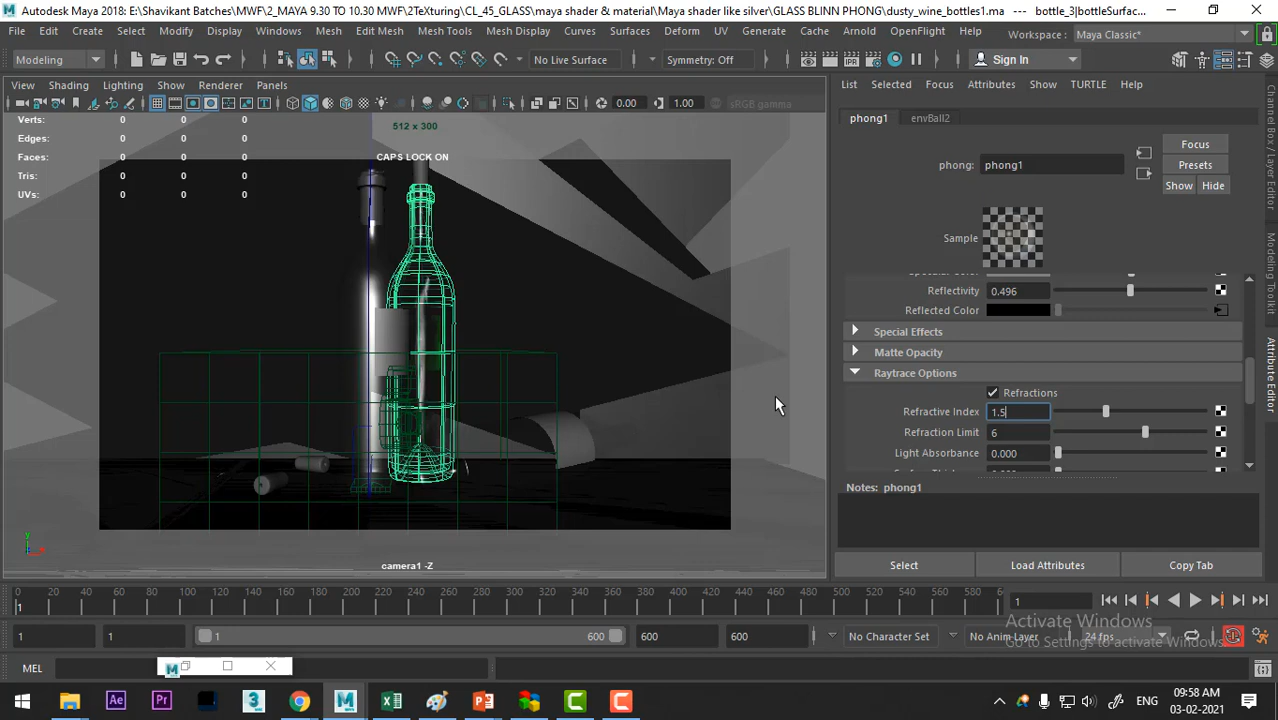 Autodesk Maya 2018: E:\Shavikant Batches\MWF\2_MAYA 9.30 TO 10.30 MWF\2TeXturing\CL_45_GLASS\maya shader & material\Maya shader like silver\GLASS BLINN PHONG\dusty_wine_bottles1.ma --- bottle_3|bottleSurfac...
File Edit Create Select Modify Display Windows Mesh Edit Mesh Mesh Tools Mesh Display Curves Surfaces Deform UV Generate Cache Arnold OpenFlight Help Workspace : Maya Classic*
Modeling No Live Surface Symmetry: Off Sign In
View Shading Lighting Show Renderer Panels
0.00 1.00 sRGB gamma
List Selected Focus Attributes Show TURTLE Help
Verts: 0 0 0
Edges: 0 0 0
Faces: 0 0 0
Tris: 0 0 0
UVs: 0 0 0
512 x 300
CAPS LOCK ON
camera1 -Z
phong1 envBall2
Focus
phong: phong1
Presets
Show Hide
Sample
Reflectivity 0.496
Reflected Color
Special Effects
Matte Opacity
Raytrace Options
Refractions
Refractive Index 1.5
Refraction Limit 6
Light Absorbance 0.000
Notes: phong1
Select Load Attributes Copy Tab
Channel Box / Layer Editor
Modeling Toolkit
Attribute Editor
0 20 40 60 80 100 120 140 160 180 200 220 240 260 280 300 320 340 360 380 400 420 440 460 480 500 520 540 560 580 6
1 1
1 1 1 600 600 600 No Character Set No Anim Layer 24 fps
Activate Windows
Go to Settings to activate Windows.
MEL
ENG
09:58 AM
03-02-2021